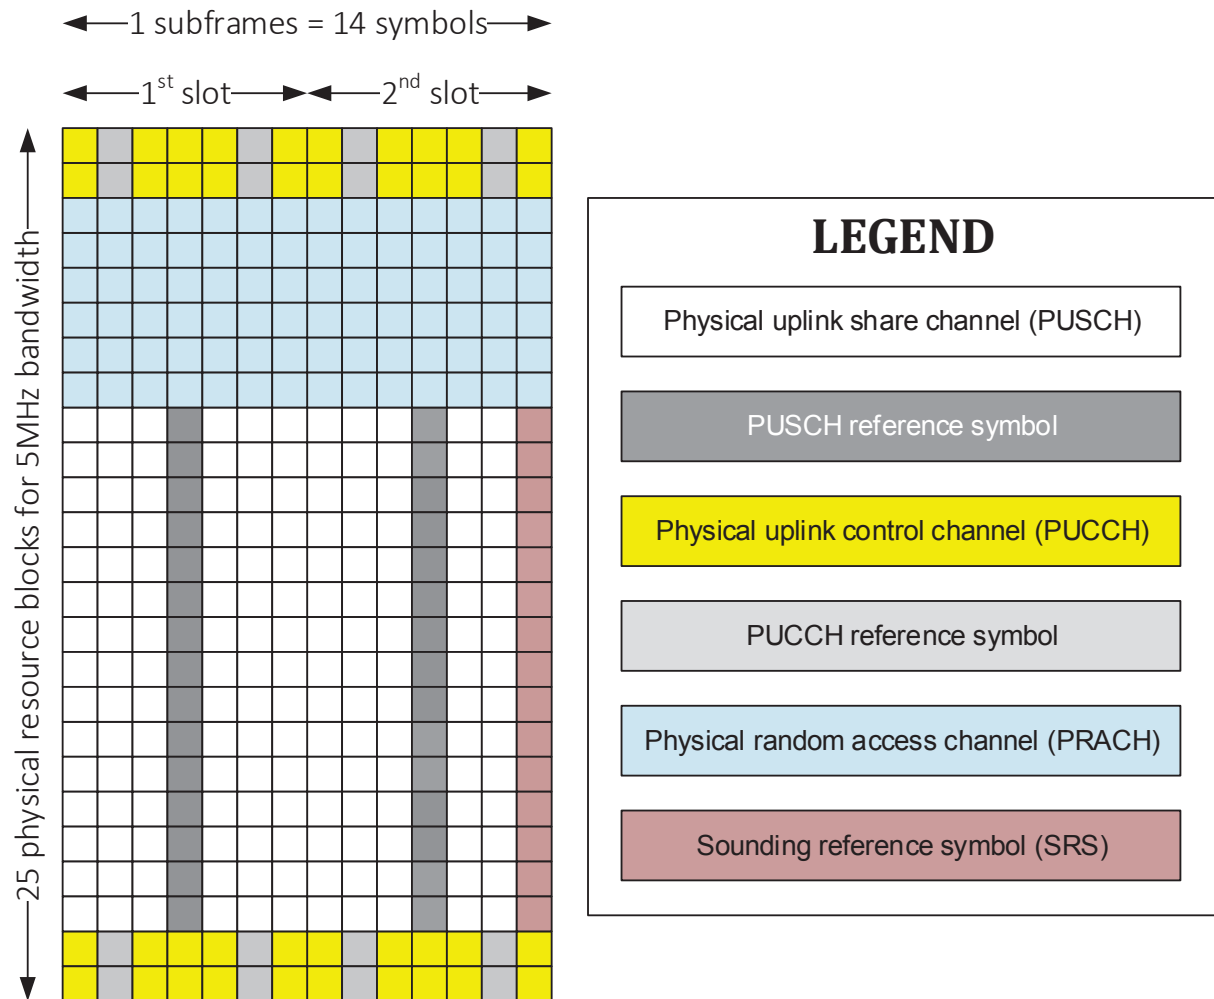 1 subframes = 14 symbols
1st slot
2nd slot
25 physical resource blocks for 5MHz bandwidth
LEGEND
Physical uplink share channel (PUSCH)
PUSCH reference symbol
Physical uplink control channel (PUCCH)
PUCCH reference symbol
Physical random access channel (PRACH)
Sounding reference symbol (SRS)